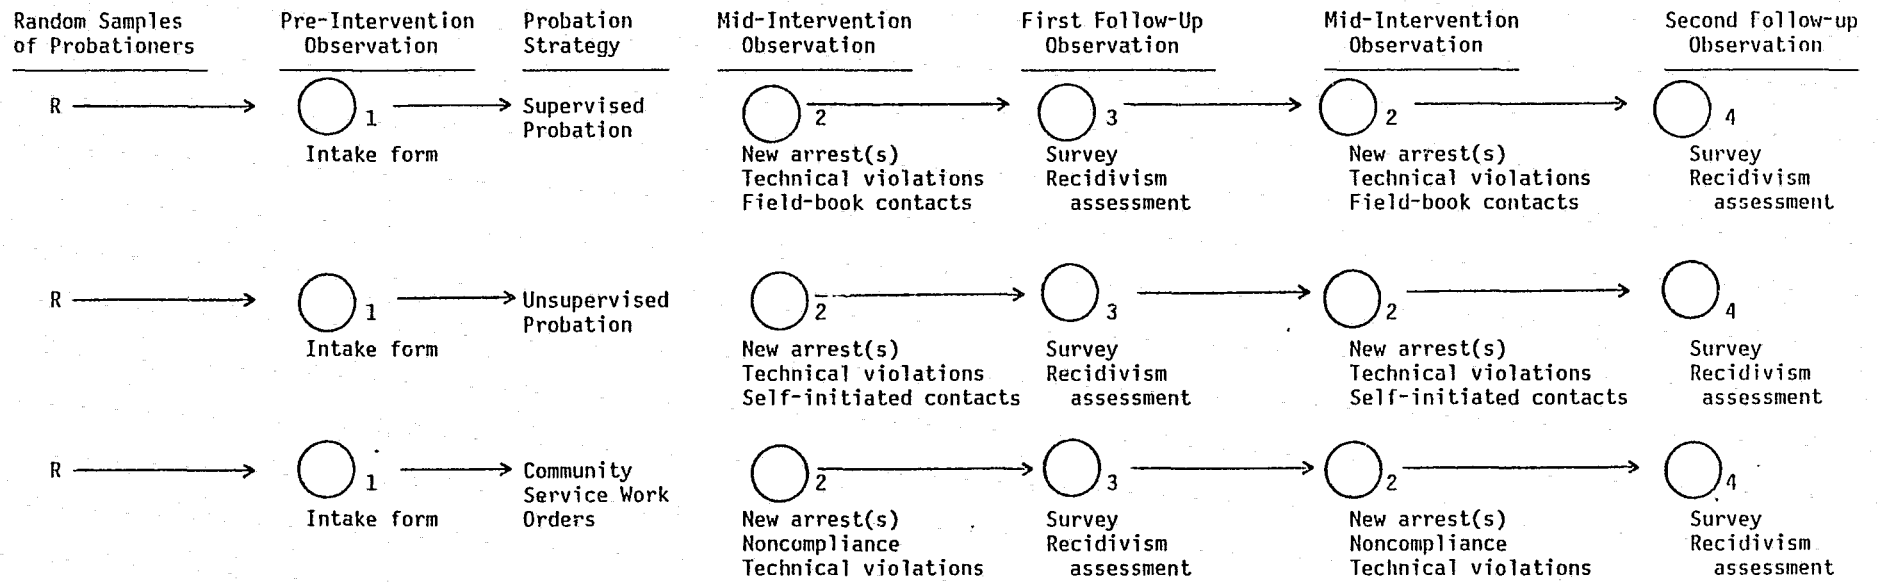 Random Samples
of Probationers
Pre-Intervention
Observation
Probation
Strategy
Mid-Intervention
Observation
First Follow-Up
Observation
Mid-Intervention
Observation
Second Follow-up
Observation
R
1
Supervised
Probation
2
3
2
4
Intake form
New arrest(s)
Technical violations
Field-book contacts
Survey
Recidivism
assessment
New arrest(s)
Technical violations
Field-book contacts
Survey
Recidivism
assessment
R
1
Unsupervised
Probation
2
3
2
4
Intake form
New arrest(s)
Technical violations
Self-initiated contacts
Survey
Recidivism
assessment
New arrest(s)
Technical violations
Self-initiated contacts
Survey
Recidivism
assessment
R
1
Community
Service Work
Orders
2
3
2
4
Intake form
New arrest(s)
Noncompliance
Technical violations
Survey
Recidivism
assessment
New arrest(s)
Noncompliance
Technical violations
Survey
Recidivism
assessment